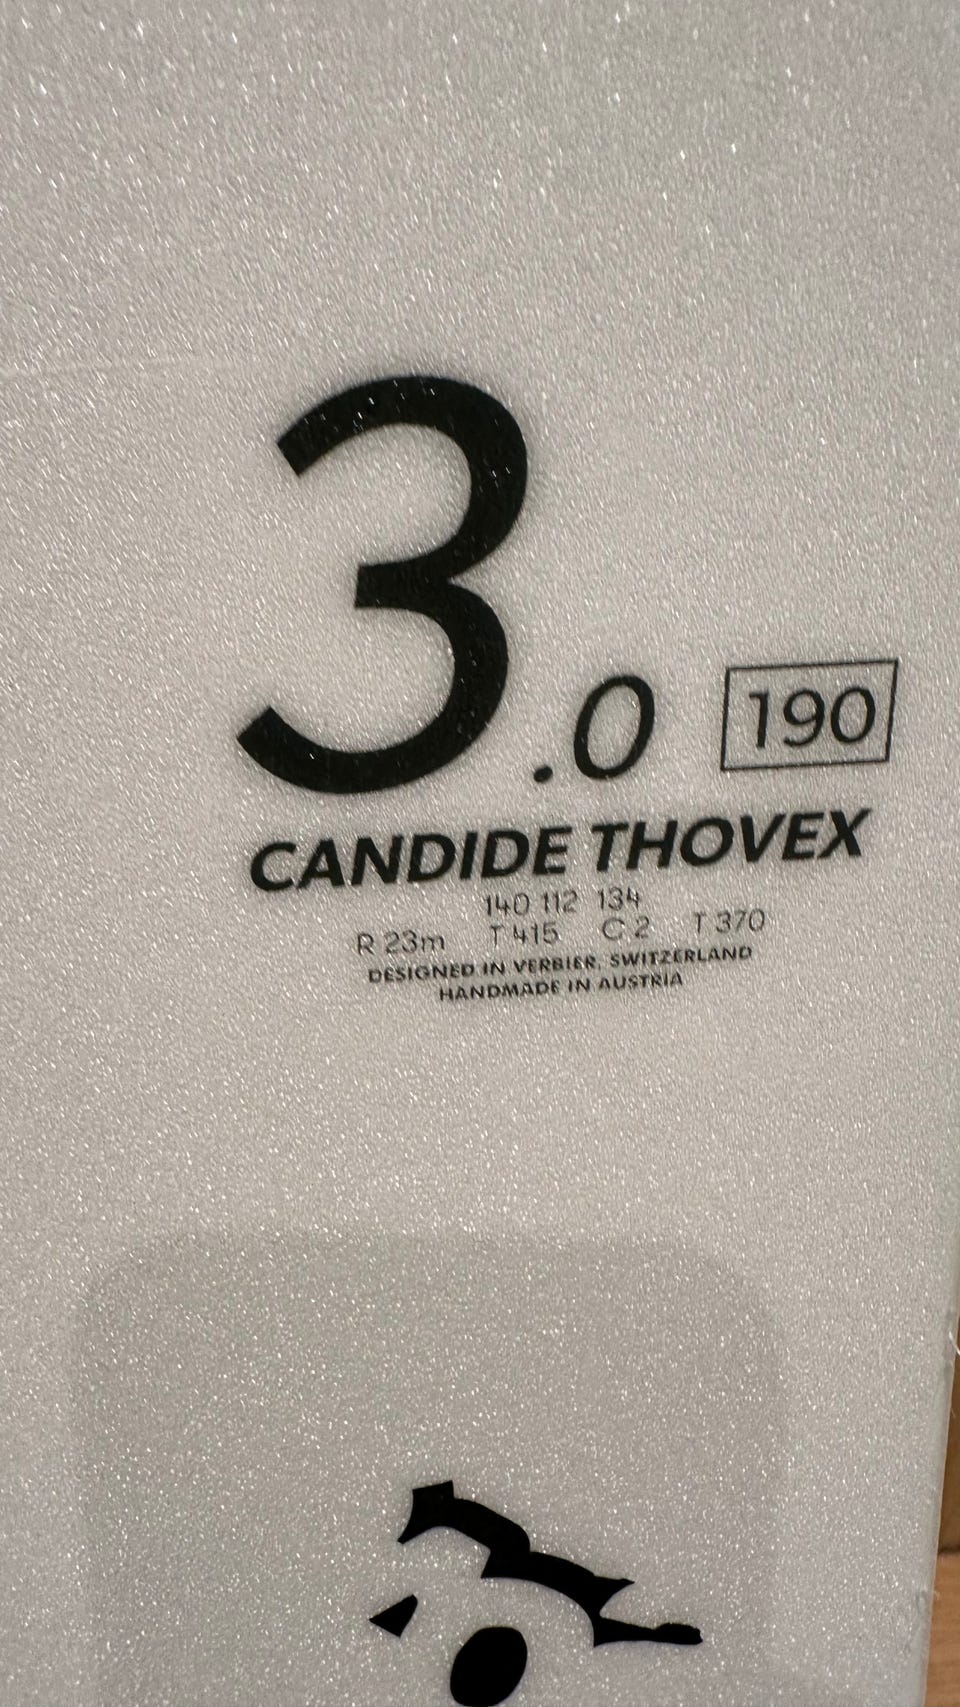 3.0 190
CANDIDE THOVEX
140 112 134
R 23m T 415 C 2 T 370
DESIGNED IN VERBIER, SWITZERLAND
HANDMADE IN AUSTRIA